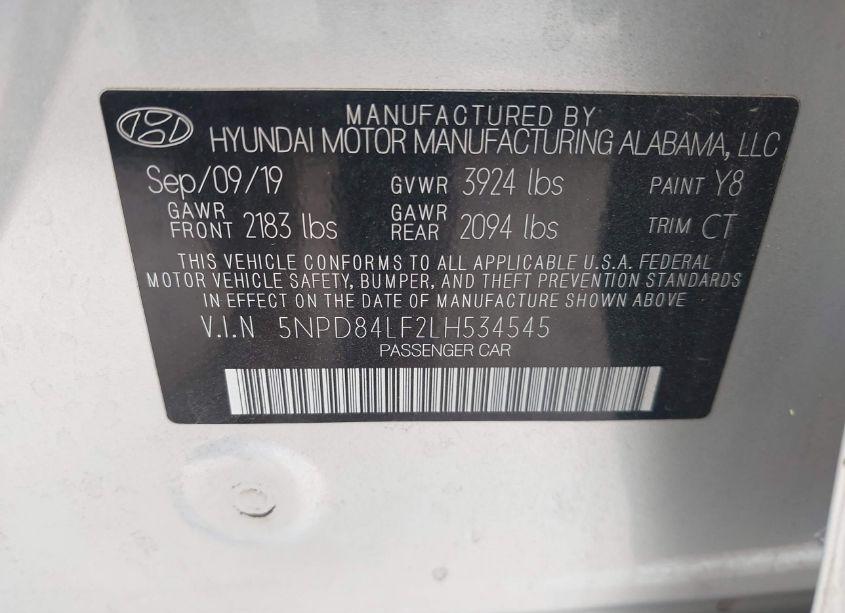 MANUFACTURED BY
HYUNDAI MOTOR MANUFACTURING ALABAMA, LLC
Sep/09/19 GVWR 3924 lbs PAINT Y8
GAWR FRONT 2183 lbs GAWR REAR 2094 lbs TRIM CT
THIS VEHICLE CONFORMS TO ALL APPLICABLE U.S.A. FEDERAL
MOTOR VEHICLE SAFETY, BUMPER, AND THEFT PREVENTION STANDARDS
IN EFFECT ON THE DATE OF MANUFACTURE SHOWN ABOVE
V.I.N 5NPD84LF2LH534545
PASSENGER CAR